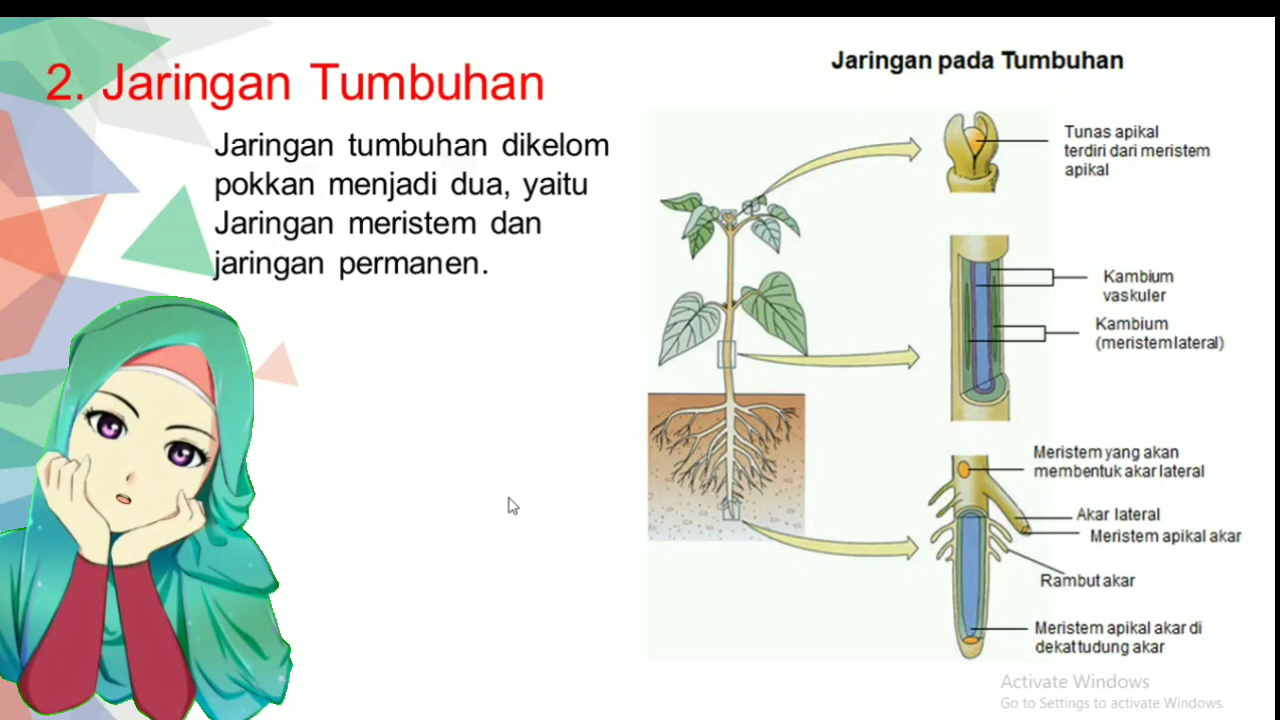 2. Jaringan Tumbuhan
Jaringan tumbuhan dikelom
pokkan menjadi dua, yaitu
Jaringan meristem dan
jaringan permanen.
Jaringan pada Tumbuhan
Tunas apikal
terdiri dari meristem
apikal
Kambium
vaskuler
Kambium
(meristem lateral)
Meristem yang akan
membentuk akar lateral
Akar lateral
Meristem apikal akar
Rambut akar
Meristem apikal akar di
dekat tudung akar
Activate Windows
Go to Settings to activate Windows.